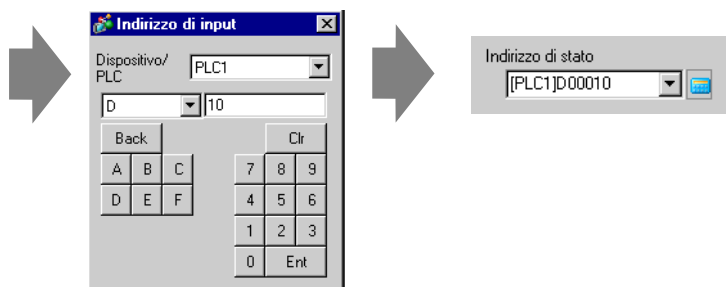 Indirizzo di input
Dispositivo/
PLC
PLC1
D 10
Back Clr
A B C 7 8 9
D E F 4 5 6
1 2 3
0 Ent
Indirizzo di stato
[PLC1]D00010